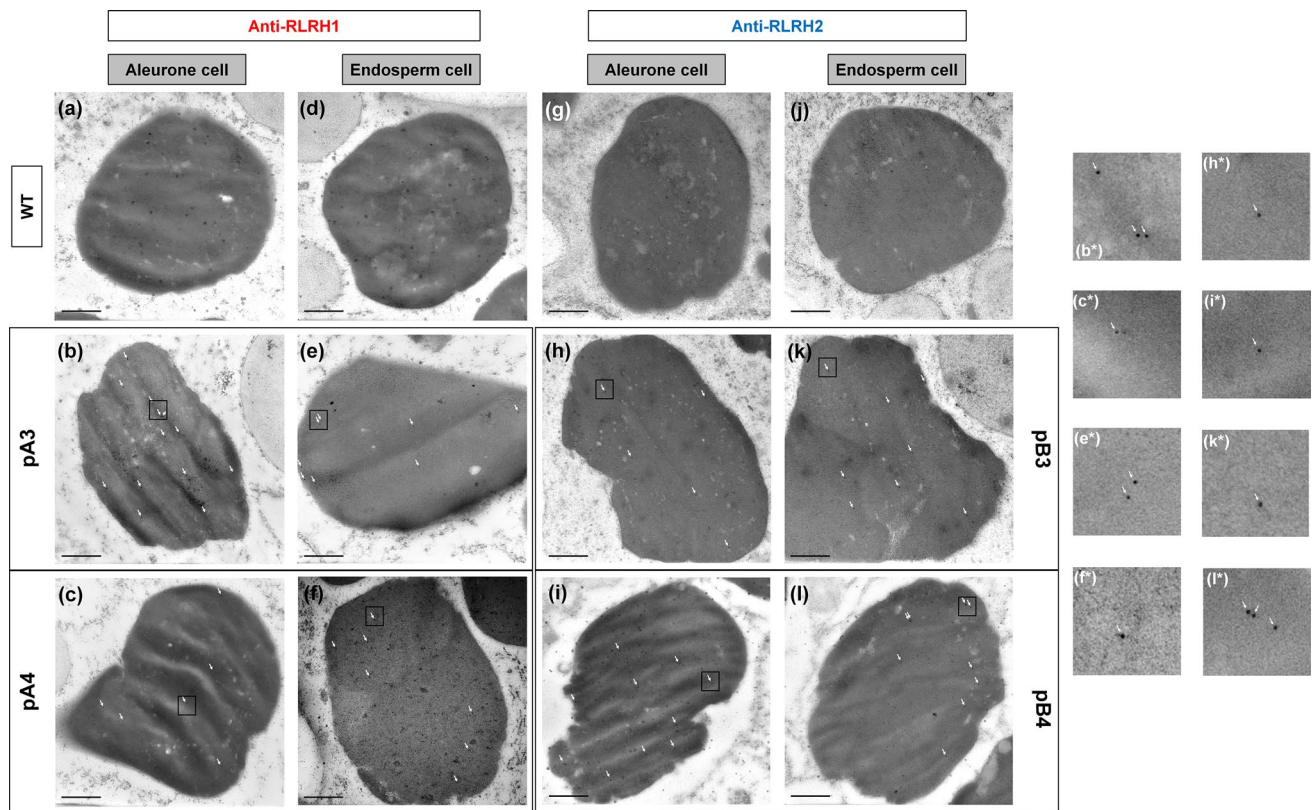 Anti-RLRH1
Anti-RLRH2
Aleurone cell
Endosperm cell
Aleurone cell
Endosperm cell
WT
(a)
(d)
(g)
(j)
pA3
(b)
(e)
(h)
(k)
pB3
pA4
(c)
(f)
(i)
(l)
pB4
(b*)
(h*)
(c*)
(i*)
(e*)
(k*)
(f*)
(l*)